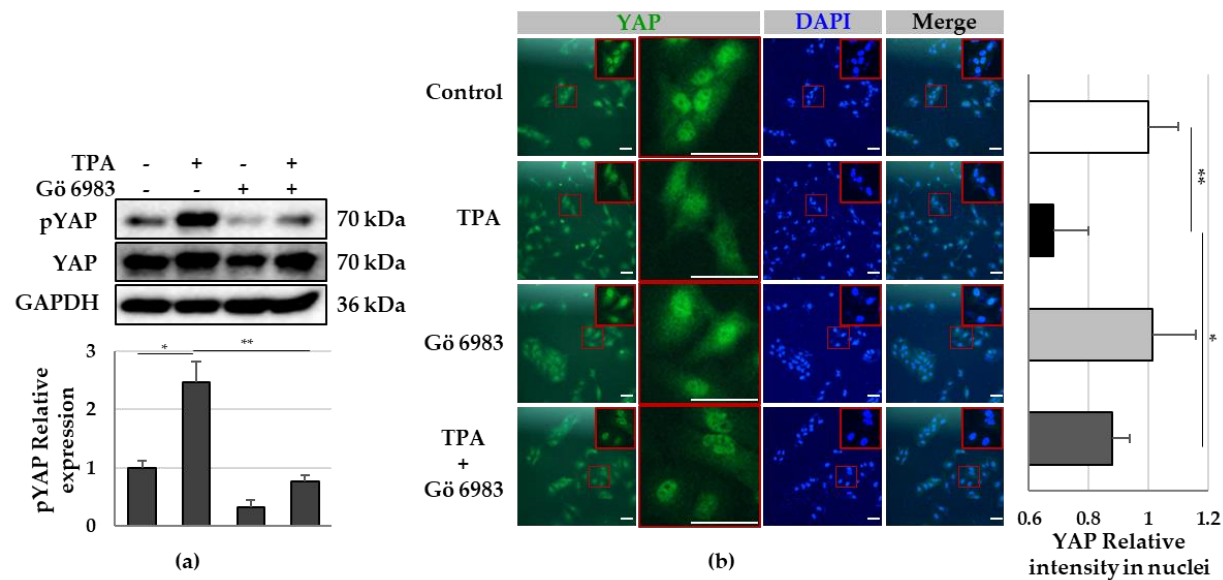 TPA - + - +
Gö 6983 - - + +
pYAP 70 kDa
YAP 70 kDa
GAPDH 36 kDa
pYAP Relative
expression
3
2
1
0
* **
(a)
YAP DAPI Merge
Control
TPA
Gö 6983
TPA
+
Gö 6983
(b)
**
*
0.6 0.8 1 1.2
YAP Relative
intensity in nuclei